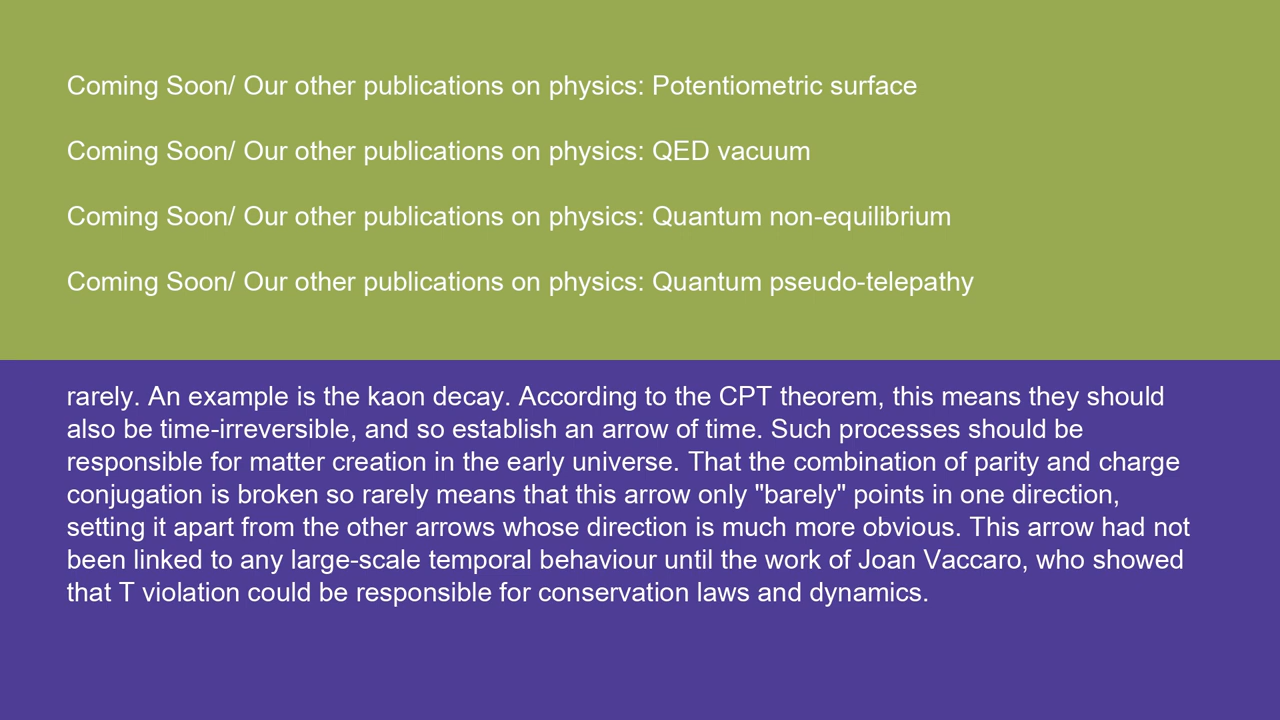 Coming Soon/ Our other publications on physics: Potentiometric surface
Coming Soon/ Our other publications on physics: QED vacuum
Coming Soon/ Our other publications on physics: Quantum non-equilibrium
Coming Soon/ Our other publications on physics: Quantum pseudo-telepathy
rarely. An example is the kaon decay. According to the CPT theorem, this means they should
also be time-irreversible, and so establish an arrow of time. Such processes should be
responsible for matter creation in the early universe. That the combination of parity and charge
conjugation is broken so rarely means that this arrow only "barely" points in one direction,
setting it apart from the other arrows whose direction is much more obvious. This arrow had not
been linked to any large-scale temporal behaviour until the work of Joan Vaccaro, who showed
that T violation could be responsible for conservation laws and dynamics.